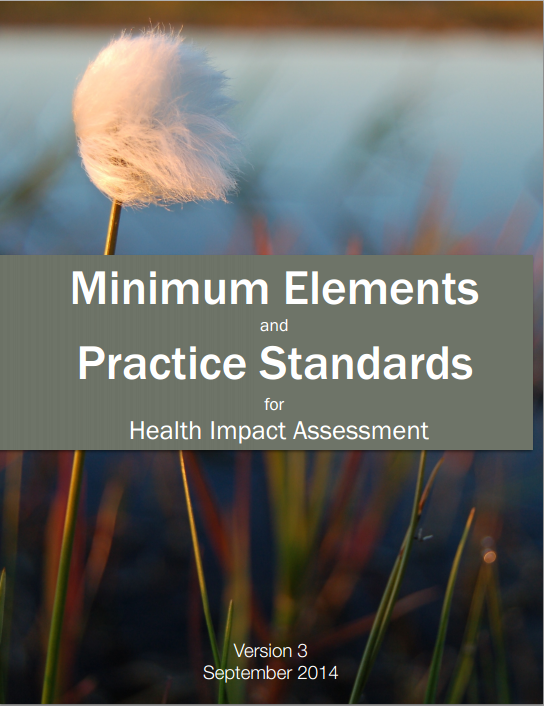 Minimum Elements
and
Practice Standards
for
Health Impact Assessment
Version 3
September 2014